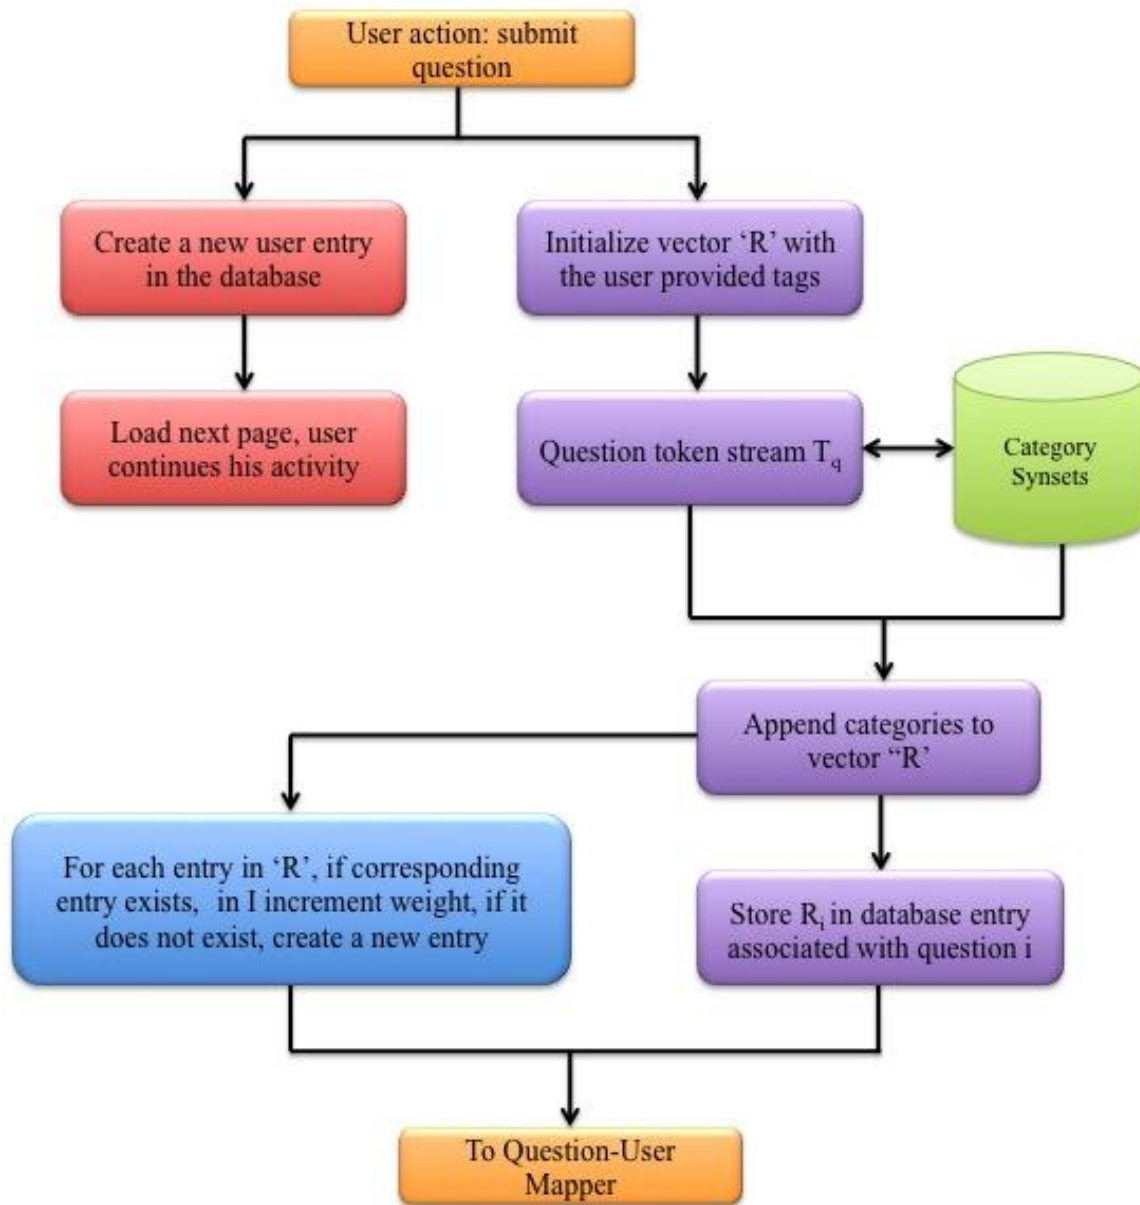 User action: submit
question
Create a new user entry
in the database
Initialize vector ‘R’ with
the user provided tags
Load next page, user
continues his activity
Question token stream Tq
Category
Synsets
Append categories to
vector “R’
For each entry in ‘R’, if corresponding
entry exists, in I increment weight, if it
does not exist, create a new entry
Store Ri in database entry
associated with question i
To Question-User
Mapper